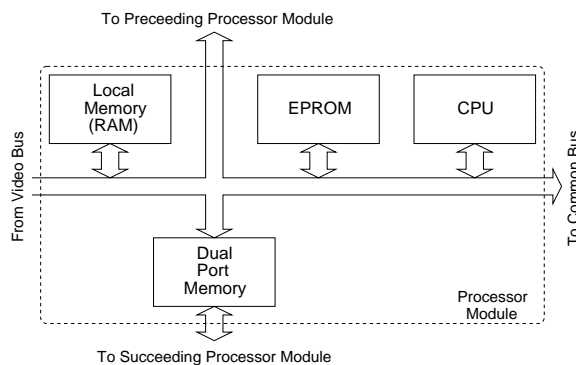 To Preceeding Processor Module
Local
Memory
(RAM)
EPROM
CPU
From Video Bus
To Common Bus
Dual
Port
Memory
Processor
Module
To Succeeding Processor Module